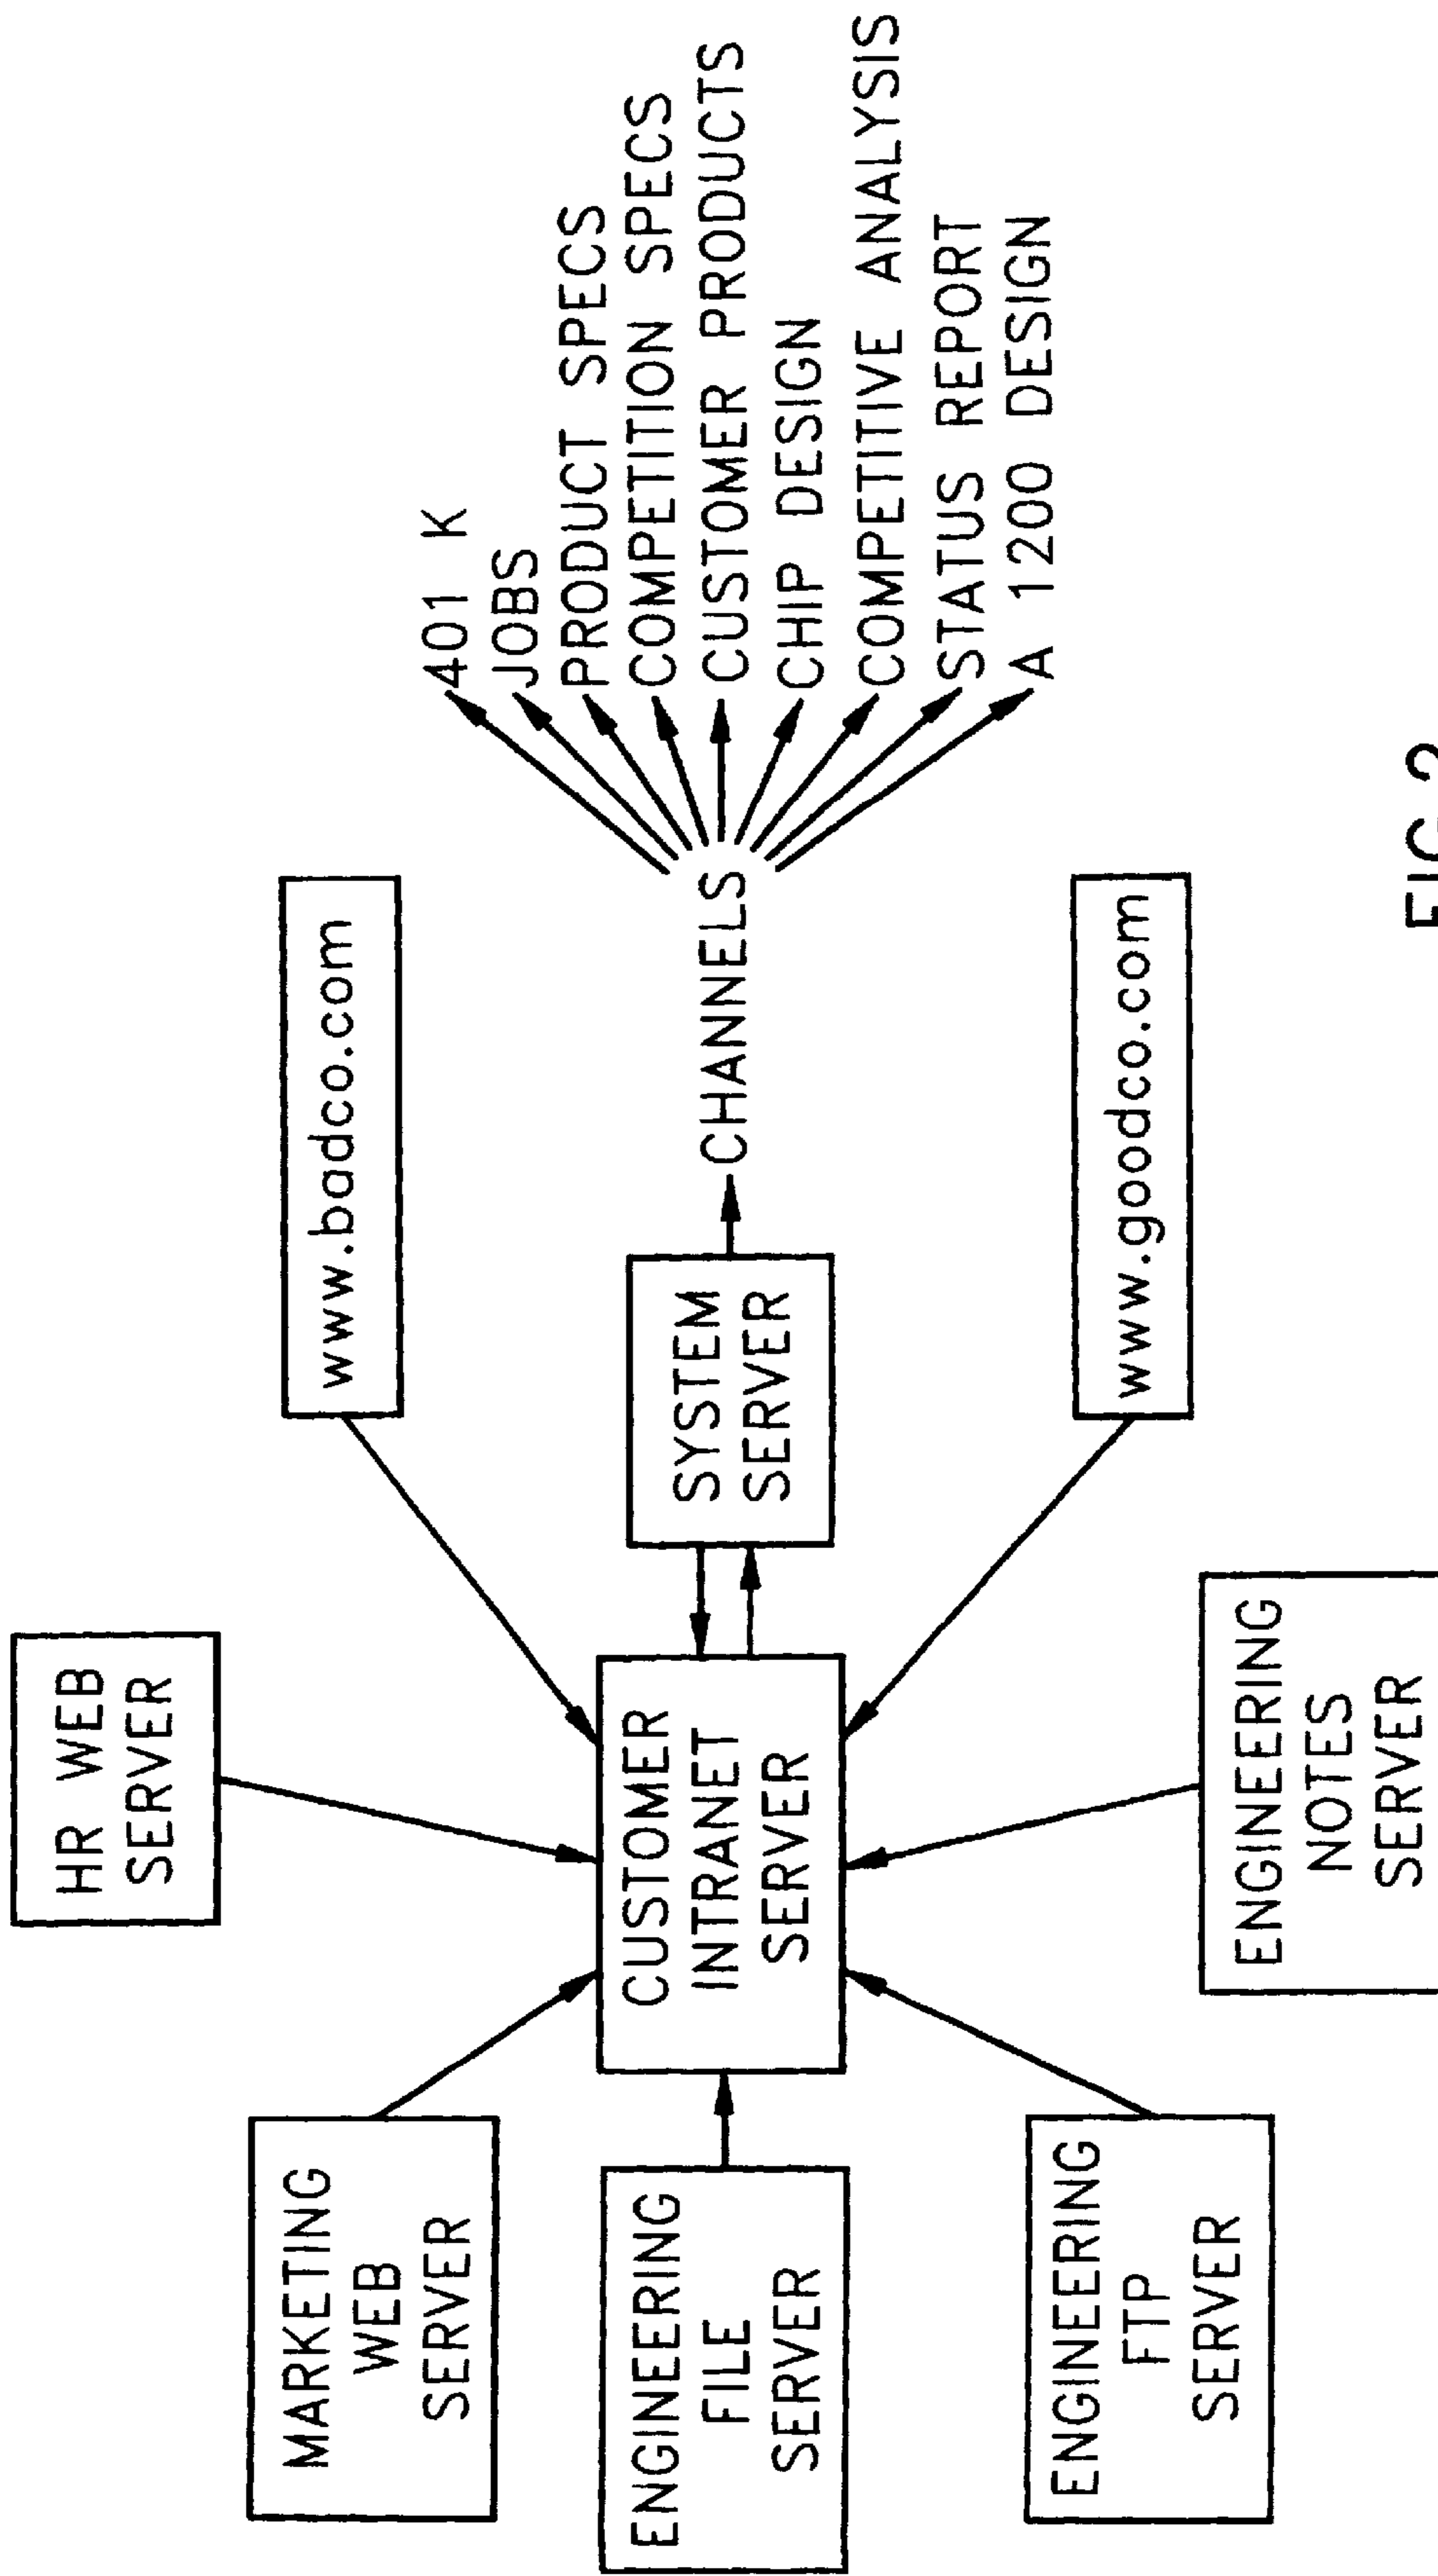 HR WEB
SERVER
MARKETING
WEB
SERVER
www.badco.com
ENGINEERING
FILE
SERVER
CUSTOMER
INTRANET
SERVER
SYSTEM
SERVER
CHANNELS
401 K
JOBS
PRODUCT SPECS
COMPETITION SPECS
CUSTOMER PRODUCTS
CHIP DESIGN
COMPETITIVE ANALYSIS
STATUS REPORT
A 1200 DESIGN
ENGINEERING
FTP
SERVER
www.goodco.com
ENGINEERING
NOTES
SERVER
FIG.2